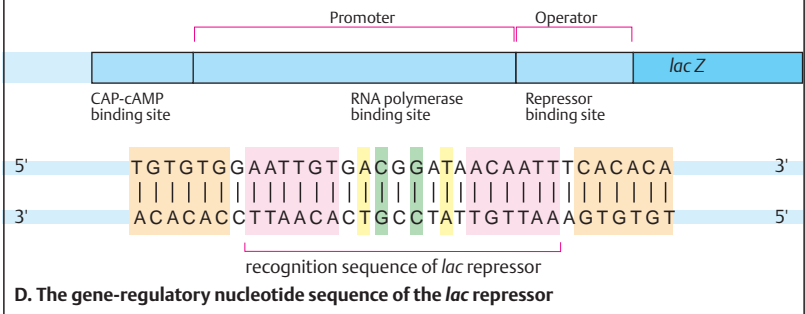 Promoter Operator
lac Z
CAP-cAMP RNA polymerase Repressor
binding site binding site binding site
5' TGTGTGGAATTGTGACGGATAACAATTTCACACA 3'
3' ACACACCTTAACACTGCCTATTGTTAAAGTGTGT 5'
recognition sequence of lac repressor
D. The gene-regulatory nucleotide sequence of the lac repressor